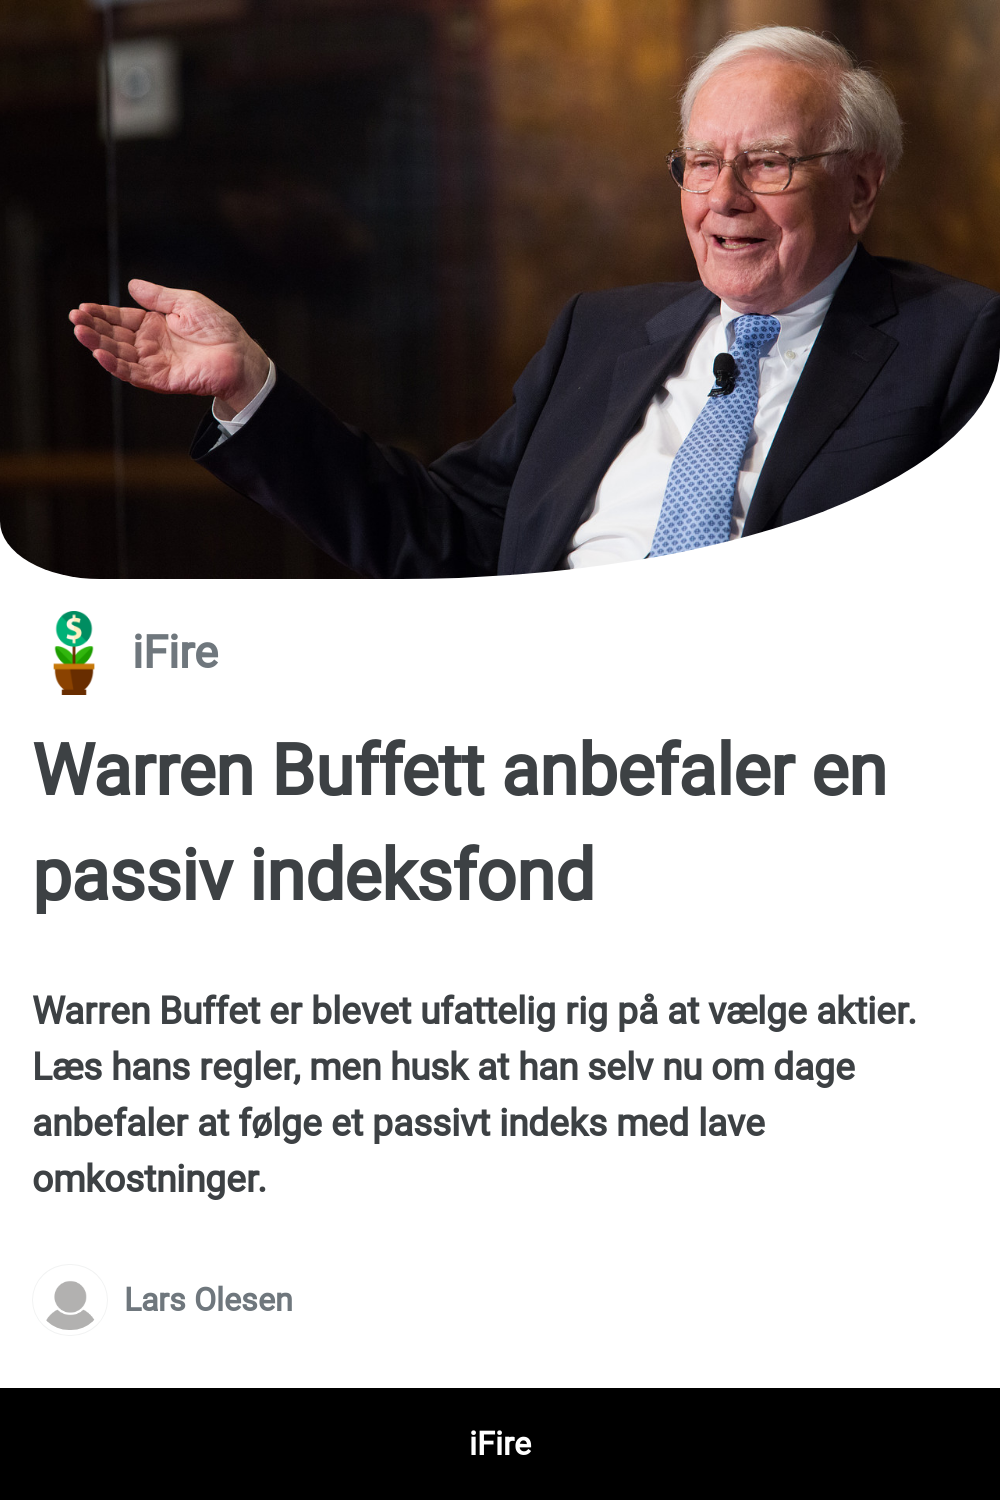 $
iFire
Warren Buffett anbefaler en
passiv indeksfond
Warren Buffet er blevet ufattelig rig på at vælge aktier.
Læs hans regler, men husk at han selv nu om dage
anbefaler at følge et passivt indeks med lave
omkostninger.
Lars Olesen
iFire